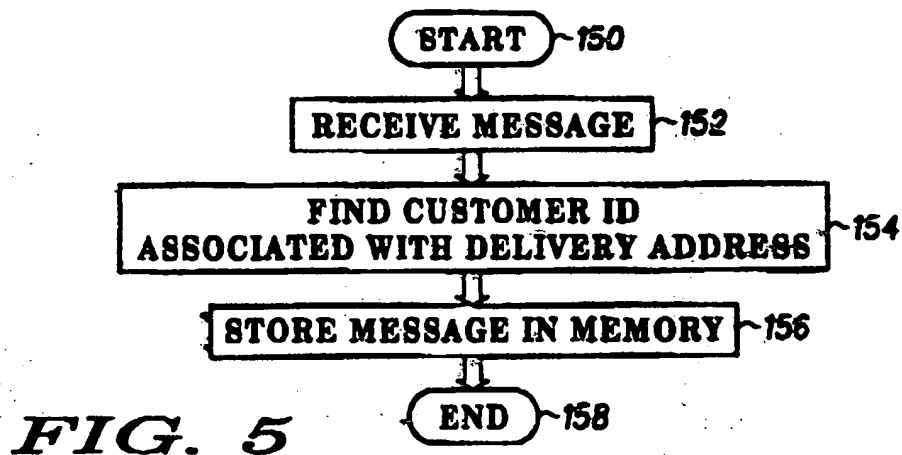 START 150
RECEIVE MESSAGE 152
FIND CUSTOMER ID
ASSOCIATED WITH DELIVERY ADDRESS 154
STORE MESSAGE IN MEMORY 156
END 158
FIG. 5